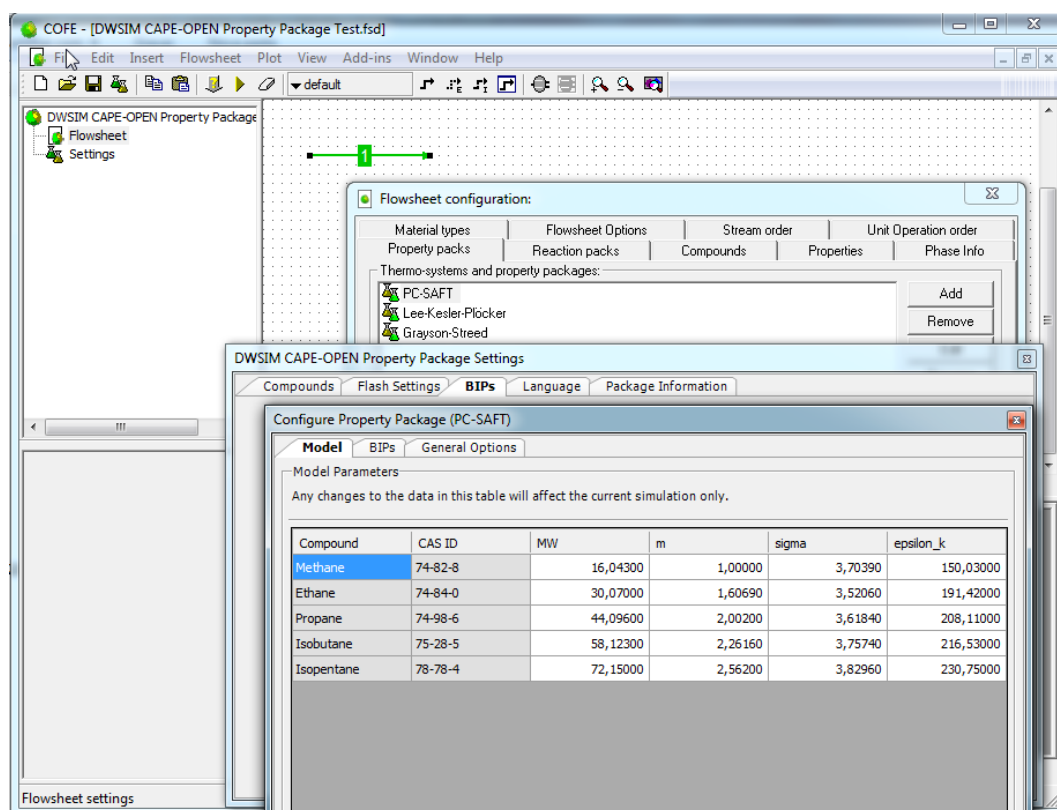 COFE - [DWSIM CAPE-OPEN Property Package Test.fsd]
Edit Insert Flowsheet Plot View Add-ins Window Help
default
DWSIM CAPE-OPEN Property Package
Flowsheet
Settings
1
Flowsheet configuration:
Material types Flowsheet Options Stream order Unit Operation order
Property packs Reaction packs Compounds Properties Phase Info
Thermo-systems and property packages:
PC-SAFT
Add
Lee-Kesler-Plöcker
Remove
Grayson-Streed
DWSIM CAPE-OPEN Property Package Settings
Compounds Flash Settings BIPs Language Package Information
Configure Property Package (PC-SAFT)
Model BIPs General Options
Model Parameters
Any changes to the data in this table will affect the current simulation only.
Compound CAS ID MW m sigma epsilon_k
Methane 74-82-8 16,04300 1,00000 3,70390 150,03000
Ethane 74-84-0 30,07000 1,60690 3,52060 191,42000
Propane 74-98-6 44,09600 2,00200 3,61840 208,11000
Isobutane 75-28-5 58,12300 2,26160 3,75740 216,53000
Isopentane 78-78-4 72,15000 2,56200 3,82960 230,75000
Flowsheet settings